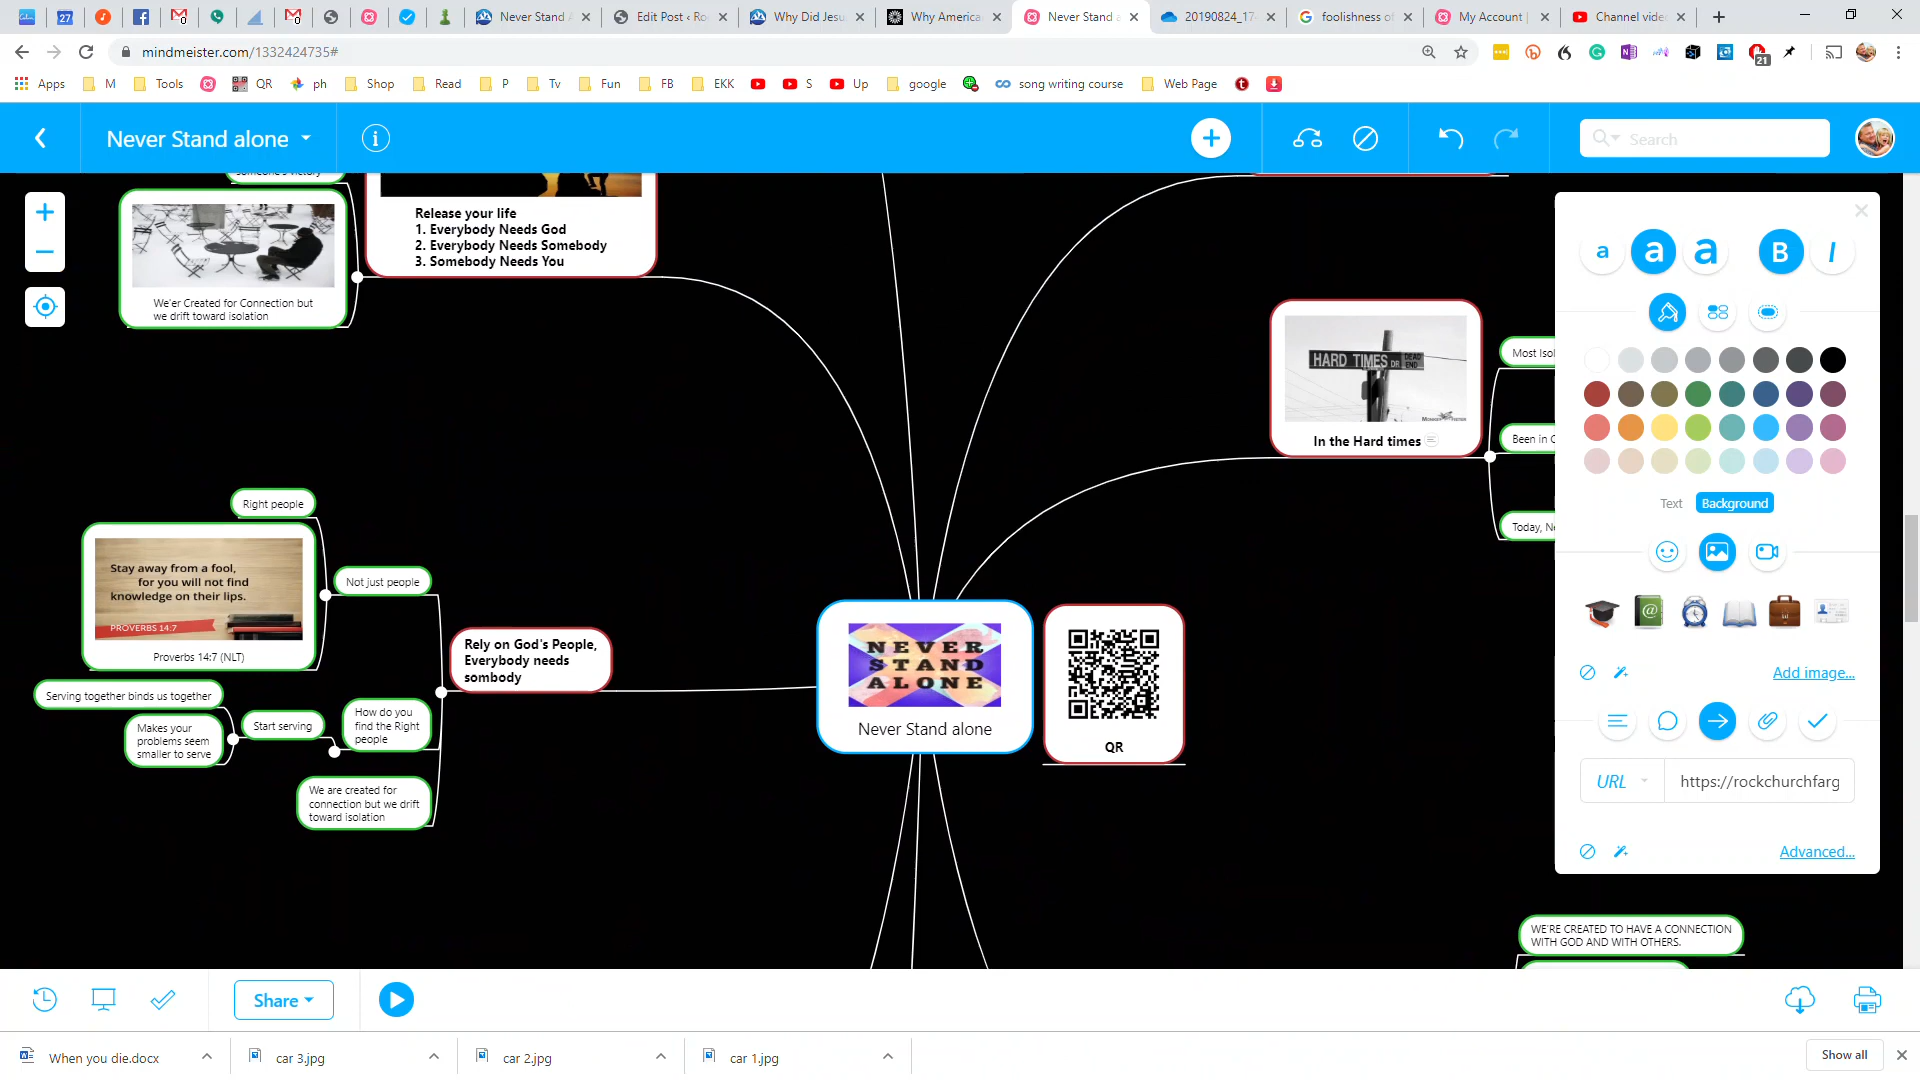 Never Stand A
Edit Post ‹ Ro
Why Did Jesu
Why America
Never Stand a
20190824_17
foolishness of
My Account |
Channel vide
mindmeister.com/1332424735#
21
Apps
M
Tools
QR
ph
Shop
Read
P
Tv
Fun
FB
EKK
S
Up
google
song writing course
Web Page
Never Stand alone
Search
someone's victory
Release your life
1. Everybody Needs God
2. Everybody Needs Somebody
3. Somebody Needs You
We'er Created for Connection but
we drift toward isolation
HARD TIMES DR
DEAD
END
In the Hard times
Most Isol
Been in C
Today, Ne
Right people
Stay away from a fool,
for you will not find
knowledge on their lips.
PROVERBS 14:7
Proverbs 14:7 (NLT)
Not just people
Rely on God's People,
Everybody needs
sombody
Serving together binds us together
Makes your
problems seem
smaller to serve
Start serving
How do you
find the Right
people
We are created for
connection but we drift
toward isolation
NEVER
STAND
ALONE
Never Stand alone
QR
a
a
a
B
I
Text
Background
Add image...
URL
https://rockchurchfarg
Advanced...
WE'RE CREATED TO HAVE A CONNECTION
WITH GOD AND WITH OTHERS.
Share
When you die.docx
car 3.jpg
car 2.jpg
car 1.jpg
Show all